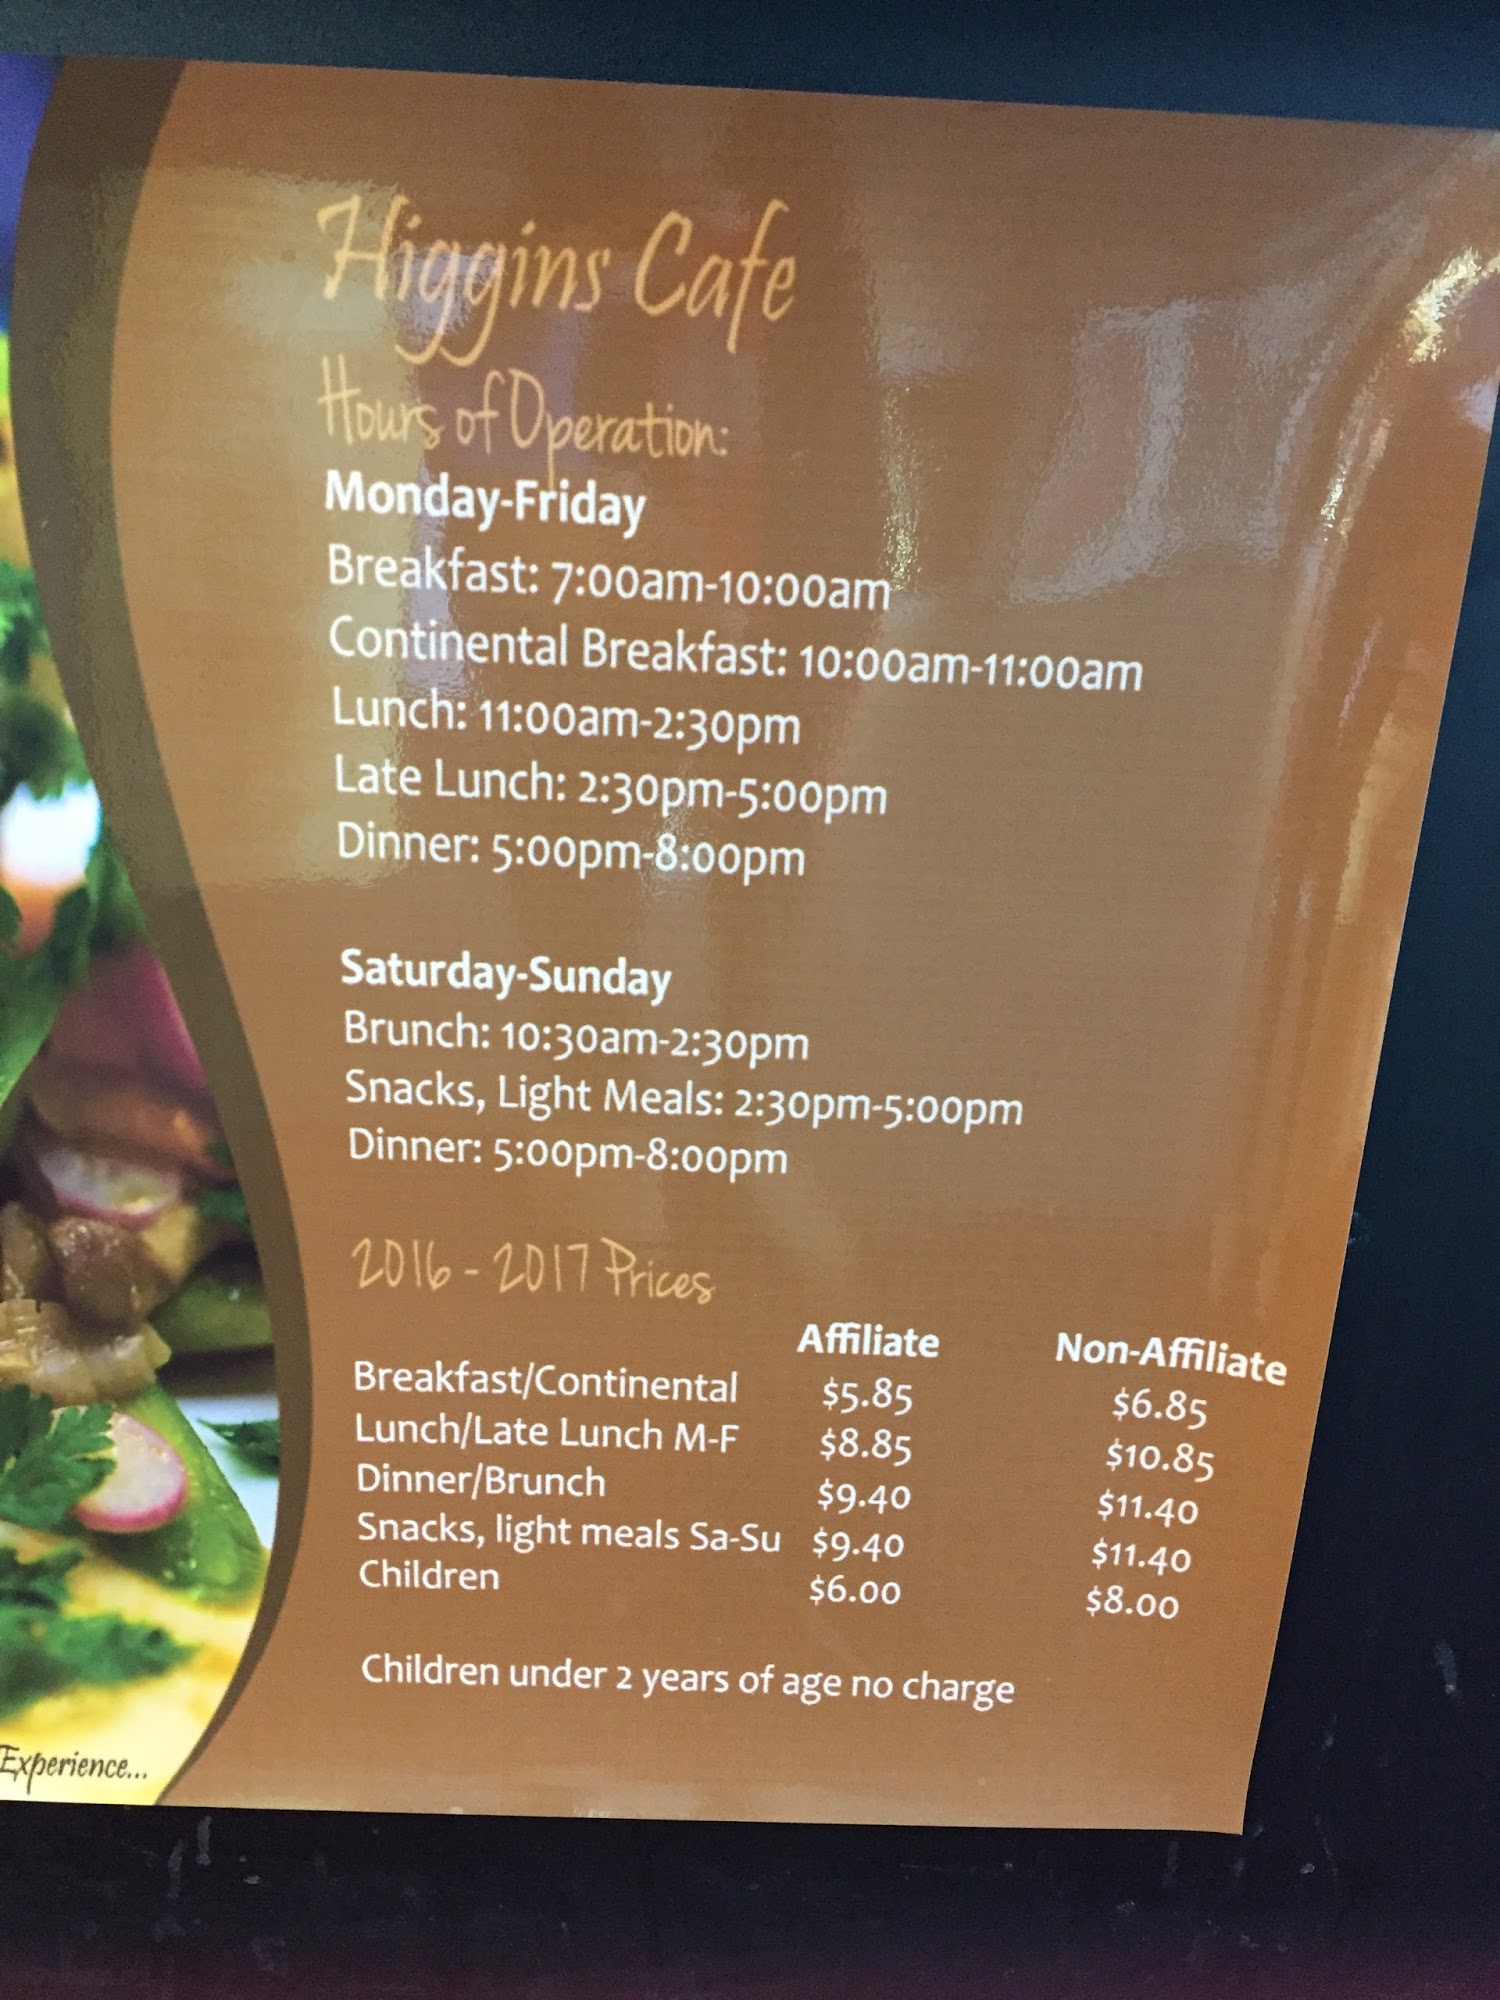 Higgins Cafe
Hours of Operation:
Monday-Friday
Breakfast: 7:00am-10:00am
Continental Breakfast: 10:00am-11:00am
Lunch: 11:00am-2:30pm
Late Lunch: 2:30pm-5:00pm
Dinner: 5:00pm-8:00pm
Saturday-Sunday
Brunch: 10:30am-2:30pm
Snacks, Light Meals: 2:30pm-5:00pm
Dinner: 5:00pm-8:00pm
2016 - 2017 Prices
Affiliate Non-Affiliate
Breakfast/Continental $5.85 $6.85
Lunch/Late Lunch M-F $8.85 $10.85
Dinner/Brunch $9.40 $11.40
Snacks, light meals Sa-Su $9.40 $11.40
Children $6.00 $8.00
Children under 2 years of age no charge
Experience...